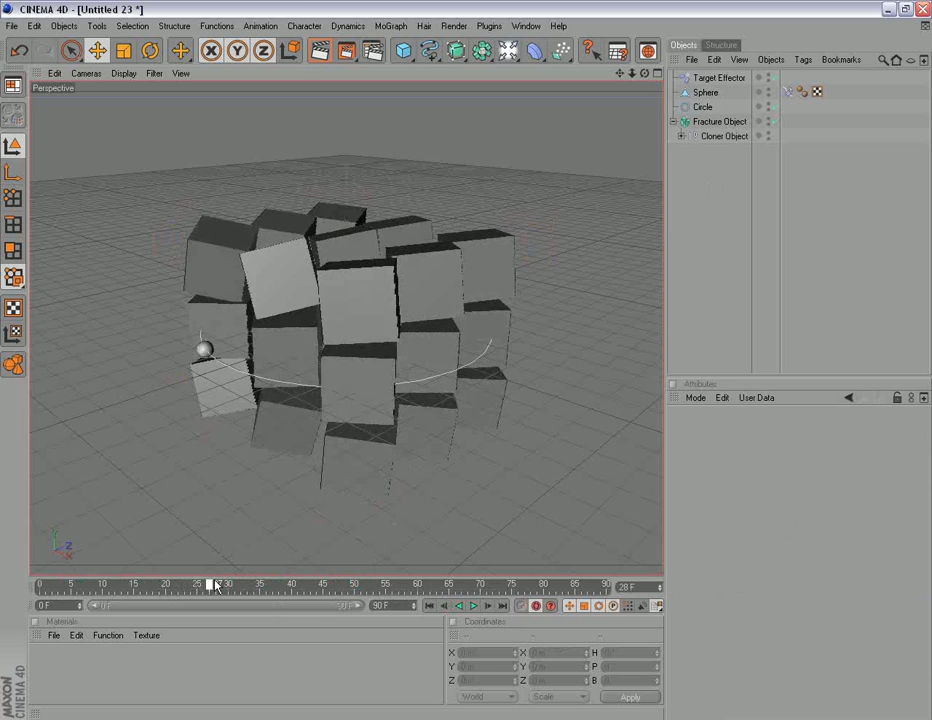 CINEMA 4D - [Untitled 23 *]
File Edit Objects Tools Selection Structure Functions Animation Character Dynamics MoGraph Hair Render Plugins Window Help
X Y Z
Objects Structure
File Edit View Objects Tags Bookmarks
Edit Cameras Display Filter View
Perspective
Target Effector
Sphere
Circle
Fracture Object
Cloner Object
Attributes
Mode Edit User Data
Y
Z
X
0 5 10 15 20 25 30 35 40 45 50 55 60 65 70 75 80 85 90 28 F
0 F 90 F
Materials
File Edit Function Texture
Coordinates
X X H
Y Y P
Z Z B
World Scale Apply
MAXON
CINEMA 4D